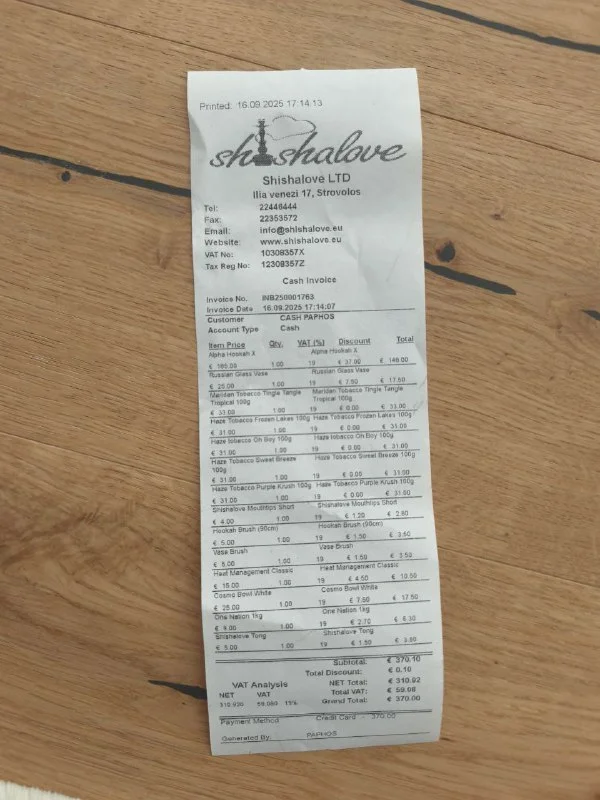 Printed: 16.09.2025 17:14:13
shishalove
Shishalove LTD
Ilia venezi 17, Strovolos
Tel: 22446444
Fax: 22353572
Email: info@shishalove.eu
Website: www.shishalove.eu
VAT No: 10308357X
Tax Reg No: 12308357Z
Cash Invoice
Invoice No. INB250001763
Invoice Date 16.09.2025 17:14:07
Customer CASH PAPHOS
Account Type Cash
Item Price Qty. VAT (%) Discount Total
Alpha Hookah X Alpha Hookah X
1.00 19 € 37.00
Russian Glass Vase Russian Glass Vase
€ 25.00 1.00 19 € 7.50 € 17.50
Meridan Tobacco Tingle Tangle Meridan Tobacco Tingle Tangle
Tropical 100g Tropical 100g
€ 33.00 1.00 19 € 0.00 € 33.00
Haze Tobacco Frozen Lakes 100g Haze Tobacco Frozen Lakes 100g
€ 31.00 1.00 19 € 0.00 € 31.00
Haze tobacco Oh Boy 100g Haze tobacco Oh Boy 100g
€ 31.00 1.00 19 € 0.00 € 31.00
Haze Tobacco Sweet Breeze Haze Tobacco Sweet Breeze 100g
100g
€ 31.00 1.00 19 € 0.00 € 31.00
Haze Tobacco Purple Krush 100g Haze Tobacco Purple Krush 100g
€ 31.00 1.00 19 € 0.00 € 31.00
Shishalove Mouthtips Short Shishalove Mouthtips Short
€ 4.00 1.00 19 € 1.20 € 2.80
Hookah Brush (90cm) Hookah Brush (90cm)
€ 5.00 1.00 19 € 1.50 € 3.50
Vase Brush Vase Brush
€ 5.00 1.00 19 € 1.50 € 3.50
Heat Management Classic Heat Management Classic
€ 15.00 1.00 19 € 4.50 € 10.50
Cosmo Bowl White Cosmo Bowl White
€ 25.00 1.00 19 € 7.50 € 17.50
One Nation 1kg One Nation 1kg
€ 9.00 1.00 19 € 2.70 € 6.30
Shishalove Tong Shishalove Tong
€ 5.00 1.00 19 € 1.50 € 3.50
Subtotal: € 370.10
Total Discount: € 0.10
VAT Analysis NET Total: € 310.92
NET VAT Total VAT: € 59.08
310.920 59.080 19% Grand Total: € 370.00
Payment Method Credit Card - 370.00
Generated By: PAPHOS